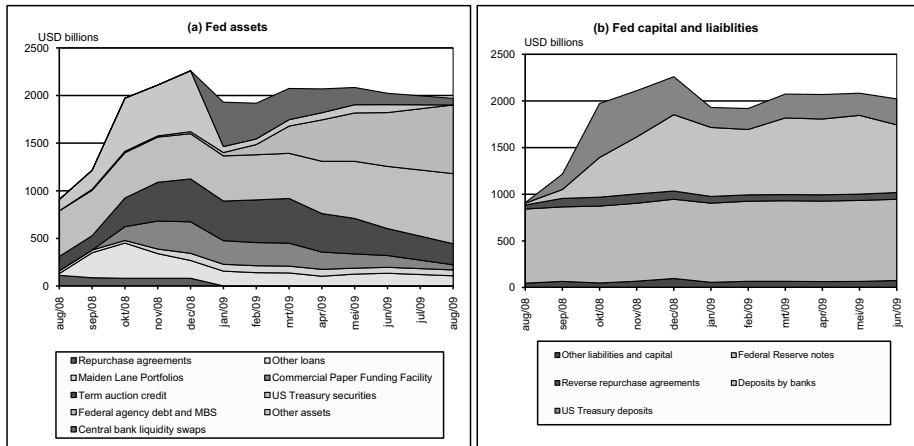 (a) Fed assets
USD billions
2500
2000
1500
1000
500
0
aug/08
sep/08
okt/08
nov/08
dec/08
jan/09
feb/09
mrt/09
apr/09
mei/09
jun/09
jul/09
aug/09
Repurchase agreements
Other loans
Maiden Lane Portfolios
Commercial Paper Funding Facility
Term auction credit
US Treasury securities
Federal agency debt and MBS
Other assets
Central bank liquidity swaps
(b) Fed capital and liaiblities
USD billions
2500
2000
1500
1000
500
0
aug/08
sep/08
okt/08
nov/08
dec/08
jan/09
feb/09
mrt/09
apr/09
mei/09
jun/09
Other liabilities and capital
Federal Reserve notes
Reverse repurchase agreements
Deposits by banks
US Treasury deposits